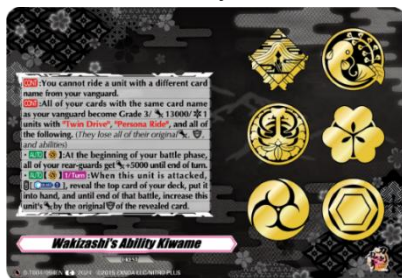 CONT:You cannot ride a unit with a different card
name from your vanguard.
CONT:All of your cards with the same card name
as your vanguard become Grade 3/ 13000/ 1
units with "Twin Drive", "Persona Ride", and all of
the following. (They lose all of their original , ,
and abilities)
・AUTO【 】:At the beginning of your battle phase,
all of your rear-guards get +5000 until end of turn.
・AUTO【 】1/Turn:When this unit is attacked,
reveal the top card of your deck, put it
into hand, and until end of that battle, increase this
unit's by the original of the revealed card.
Wakizashi's Ability Kiwame